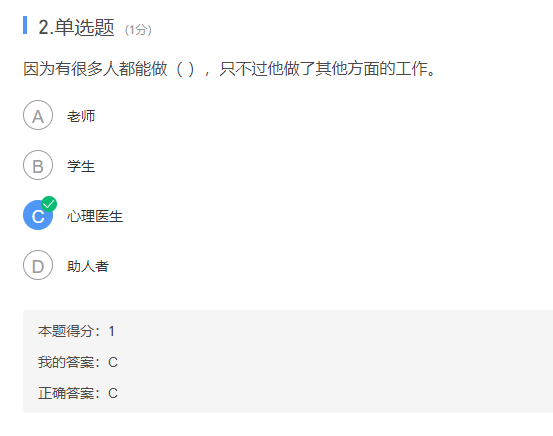 2.单选题 (1分)
因为有很多人都能做（ ），只不过他做了其他方面的工作。
A 老师
B 学生
C 心理医生
D 助人者
本题得分：1
我的答案：C
正确答案：C